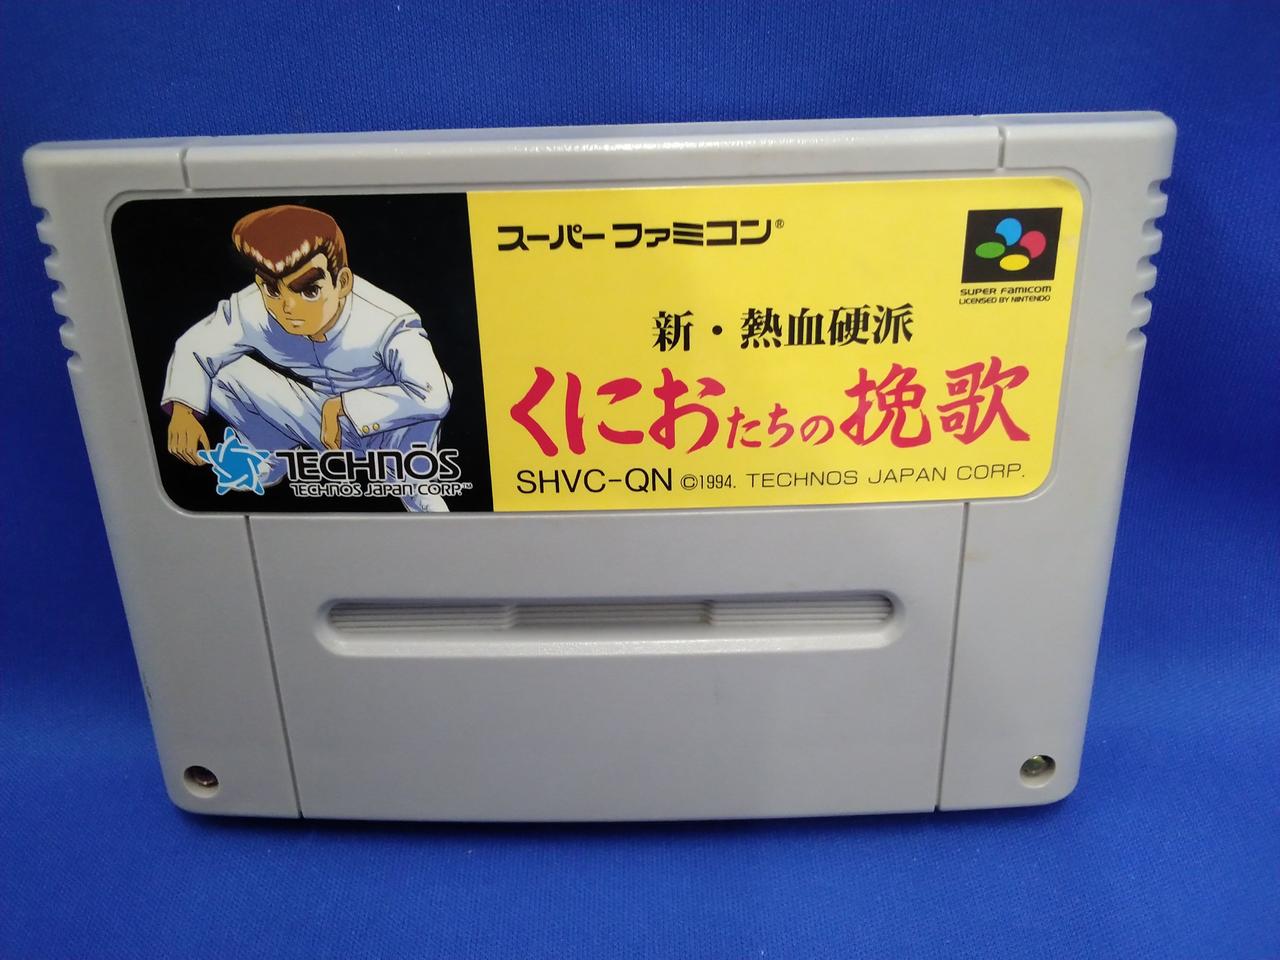 スーパーファミコン®
SUPER FAMICOM
LICENSED BY NINTENDO
新・熱血硬派
くにおたちの挽歌
TECHNŌS
TECHNŌS JAPAN CORP.™
SHVC-QN ©1994. TECHNOS JAPAN CORP.